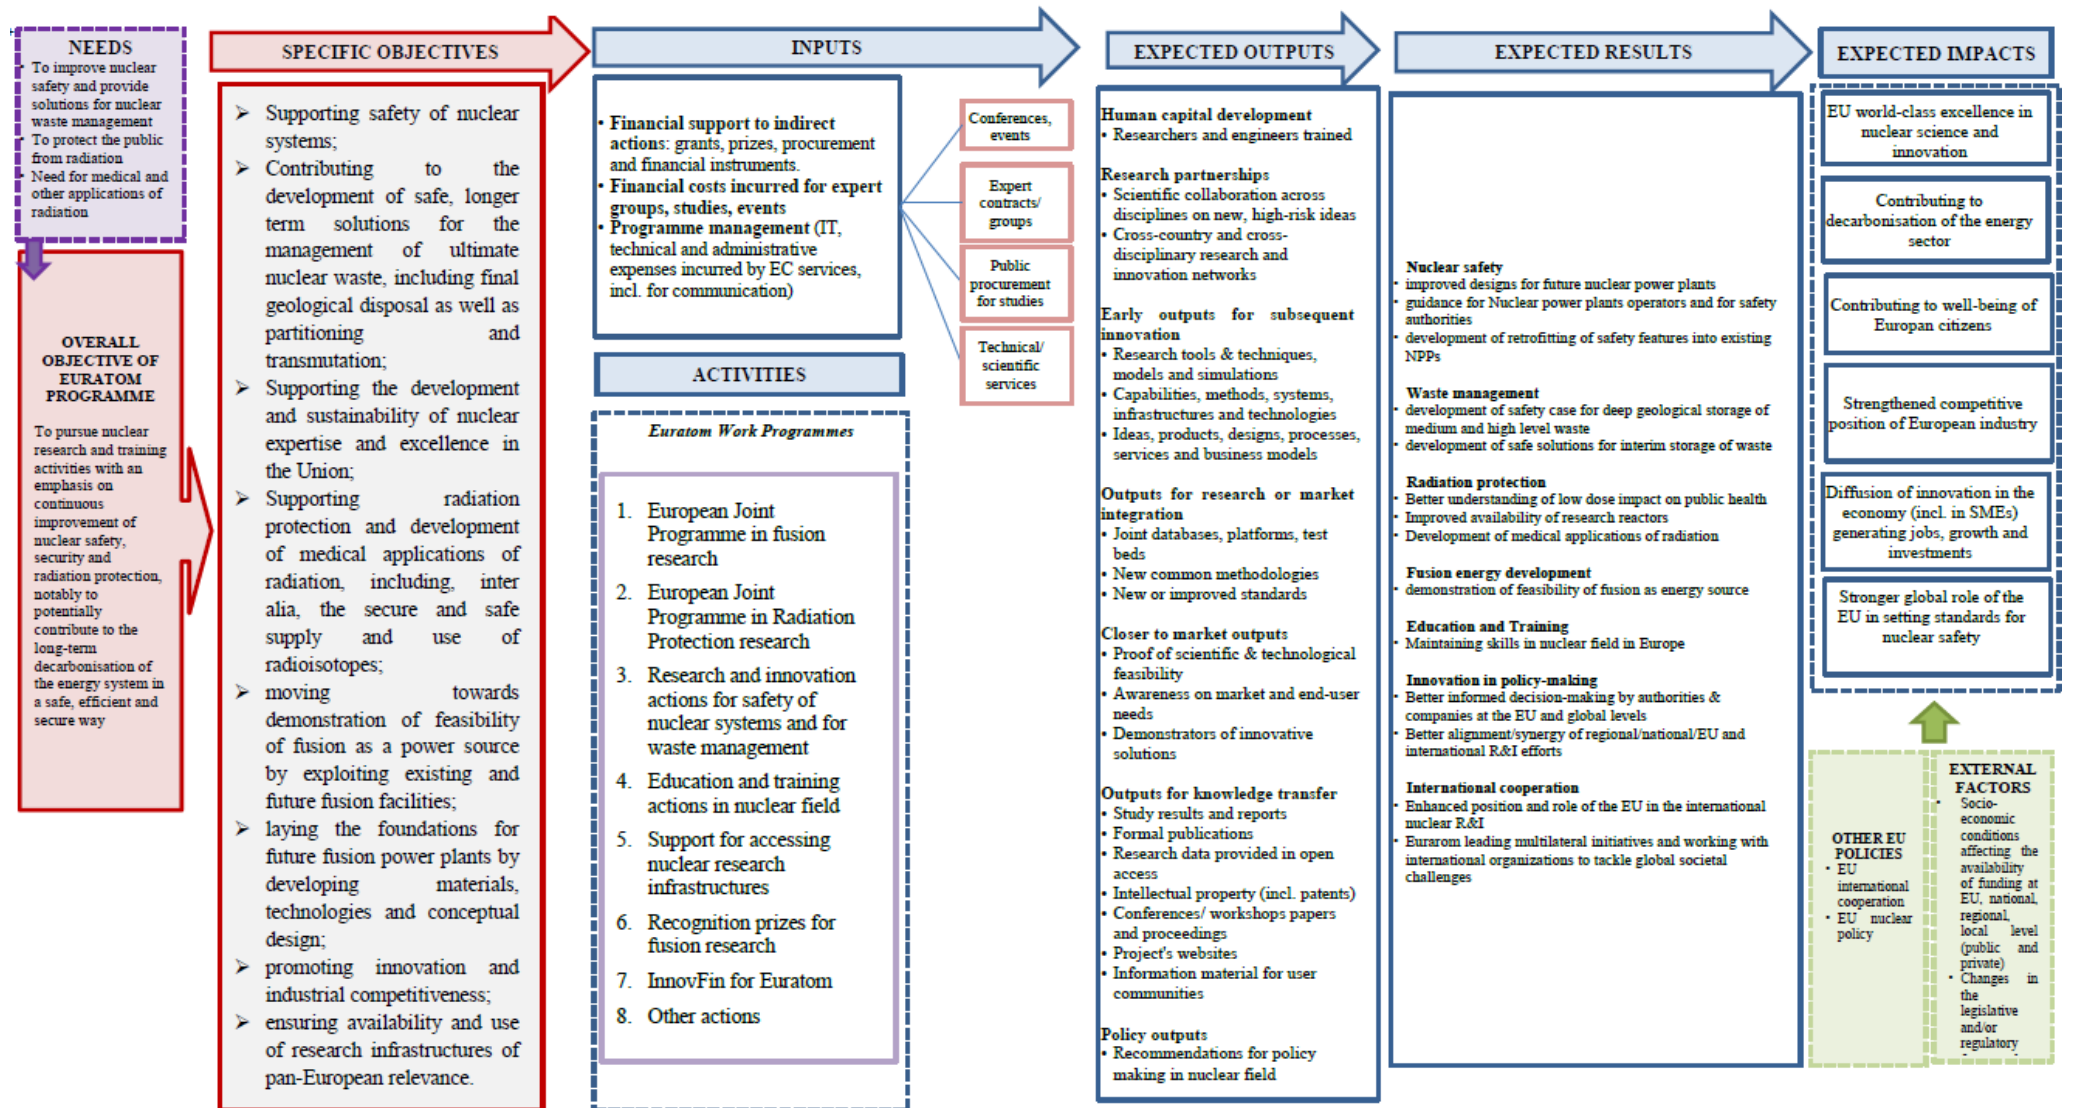 NEEDS
• To improve nuclear
safety and provide
solutions for nuclear
waste management
• To protect the public
from radiation
• Need for medical and
other applications of
radiation
OVERALL
OBJECTIVE OF
EURATOM
PROGRAMME
To pursue nuclear
research and training
activities with an
emphasis on
continuous
improvement of
nuclear safety,
security and
radiation protection,
notably to
potentially
contribute to the
long-term
decarbonisation of
the energy system in
a safe, efficient and
secure way
SPECIFIC OBJECTIVES
➢ Supporting safety of nuclear
systems;
➢ Contributing to the
development of safe, longer
term solutions for the
management of ultimate
nuclear waste, including final
geological disposal as well as
partitioning and
transmutation;
➢ Supporting the development
and sustainability of nuclear
expertise and excellence in
the Union;
➢ Supporting radiation
protection and development
of medical applications of
radiation, including, inter
alia, the secure and safe
supply and use of
radioisotopes;
➢ moving towards
demonstration of feasibility
of fusion as a power source
by exploiting existing and
future fusion facilities;
➢ laying the foundations for
future fusion power plants by
developing materials,
technologies and conceptual
design;
➢ promoting innovation and
industrial competitiveness;
➢ ensuring availability and use
of research infrastructures of
pan-European relevance.
INPUTS
• Financial support to indirect
actions: grants, prizes, procurement
and financial instruments.
• Financial costs incurred for expert
groups, studies, events
• Programme management (IT,
technical and administrative
expenses incurred by EC services,
incl. for communication)
Conferences,
events
Expert
contracts/
groups
Public
procurement
for studies
Technical/
scientific
services
ACTIVITIES
Euratom Work Programmes
1. European Joint
Programme in fusion
research
2. European Joint
Programme in Radiation
Protection research
3. Research and innovation
actions for safety of
nuclear systems and for
waste management
4. Education and training
actions in nuclear field
5. Support for accessing
nuclear research
infrastructures
6. Recognition prizes for
fusion research
7. InnovFin for Euratom
8. Other actions
EXPECTED OUTPUTS
Human capital development
• Researchers and engineers trained
Research partnerships
• Scientific collaboration across
disciplines on new, high-risk ideas
• Cross-country and cross-
disciplinary research and
innovation networks
Early outputs for subsequent
innovation
• Research tools & techniques,
models and simulations
• Capabilities, methods, systems,
infrastructures and technologies
• Ideas, products, designs, processes,
services and business models
Outputs for research or market
integration
• Joint databases, platforms, test
beds
• New common methodologies
• New or improved standards
Closer to market outputs
• Proof of scientific & technological
feasibility
• Awareness on market and end-user
needs
• Demonstrators of innovative
solutions
Outputs for knowledge transfer
• Study results and reports
• Formal publications
• Research data provided in open
access
• Intellectual property (incl. patents)
• Conferences/ workshops papers
and proceedings
• Project's websites
• Information material for user
communities
Policy outputs
• Recommendations for policy
making in nuclear field
EXPECTED RESULTS
Nuclear safety
• improved designs for future nuclear power plants
• guidance for Nuclear power plants operators and for safety
authorities
• development of retrofitting of safety features into existing
NPPs
Waste management
• development of safety case for deep geological storage of
medium and high level waste
• development of safe solutions for interim storage of waste
Radiation protection
• Better understanding of low dose impact on public health
• Improved availability of research reactors
• Development of medical applications of radiation
Fusion energy development
• demonstration of feasibility of fusion as energy source
Education and Training
• Maintaining skills in nuclear field in Europe
Innovation in policy-making
• Better informed decision-making by authorities &
companies at the EU and global levels
• Better alignment/synergy of regional/national/EU and
international R&I efforts
International cooperation
• Enhanced position and role of the EU in the international
nuclear R&I
• Eurarom leading multilateral initiatives and working with
international organizations to tackle global societal
challenges
EXPECTED IMPACTS
EU world-class excellence in
nuclear science and
innovation
Contributing to
decarbonisation of the energy
sector
Contributing to well-being of
Europan citizens
Strengthened competitive
position of European industry
Diffusion of innovation in the
economy (incl. in SMEs)
generating jobs, growth and
investments
Stronger global role of the
EU in setting standards for
nuclear safety
OTHER EU
POLICIES
• EU
international
cooperation
• EU nuclear
policy
EXTERNAL
FACTORS
• Socio-
economic
conditions
affecting the
availability
of funding at
EU, national,
regional,
local level
(public and
private)
• Changes in
the
legislative
and/or
regulatory